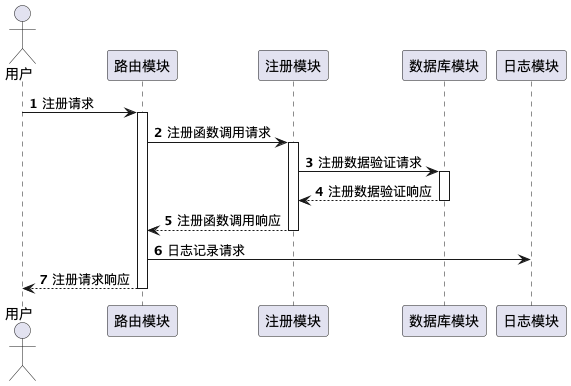 用户
路由模块
注册模块
数据库模块
日志模块
1 注册请求
2 注册函数调用请求
3 注册数据验证请求
4 注册数据验证响应
5 注册函数调用响应
6 日志记录请求
7 注册请求响应
用户
路由模块
注册模块
数据库模块
日志模块